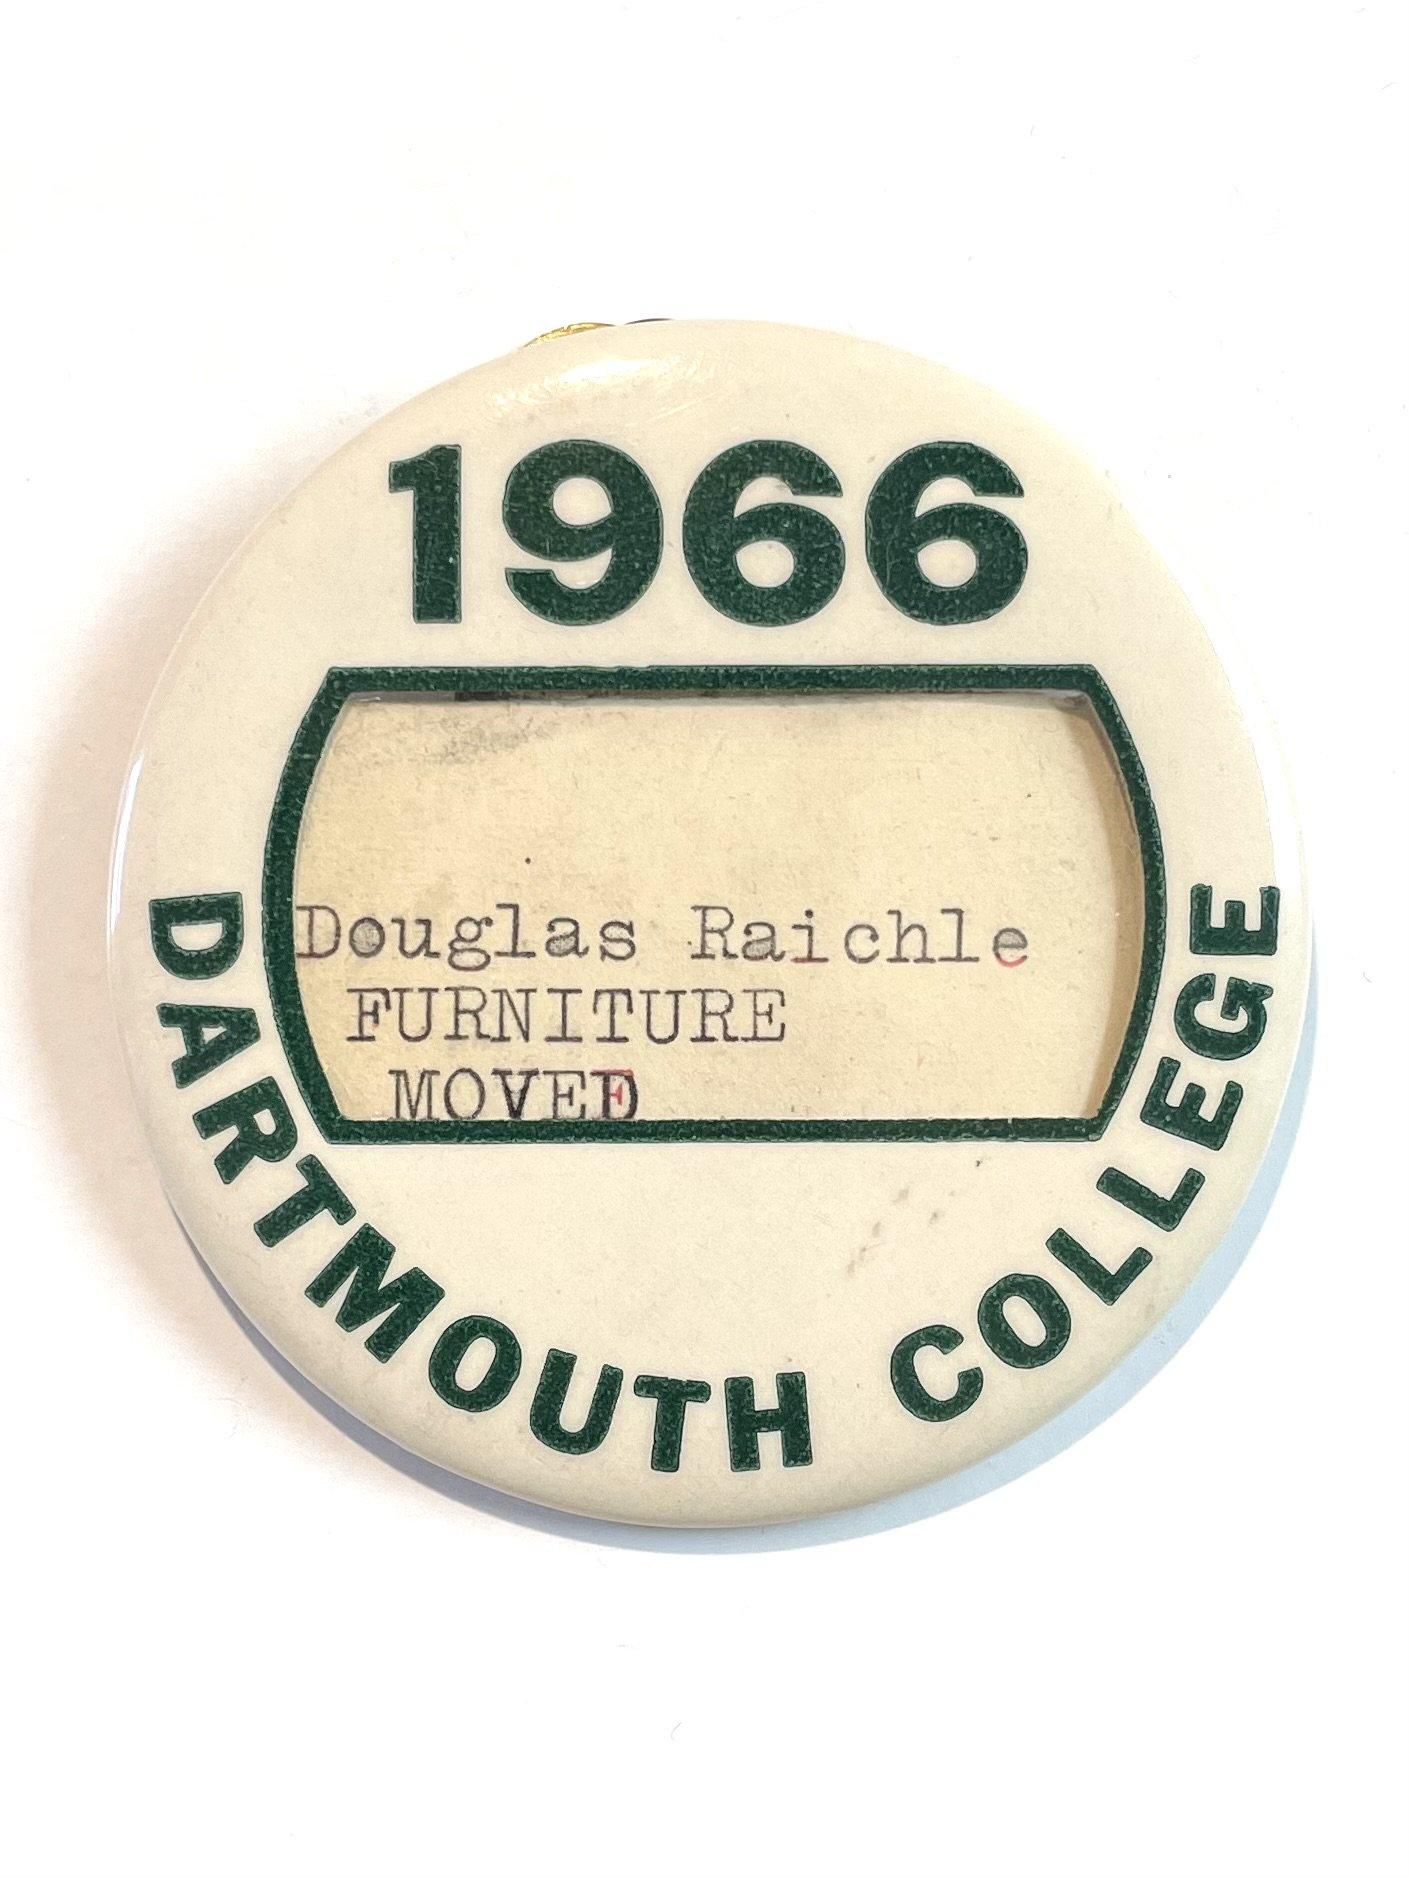 1966
Douglas Raichle
FURNITURE
MOVED
DARTMOUTH COLLEGE